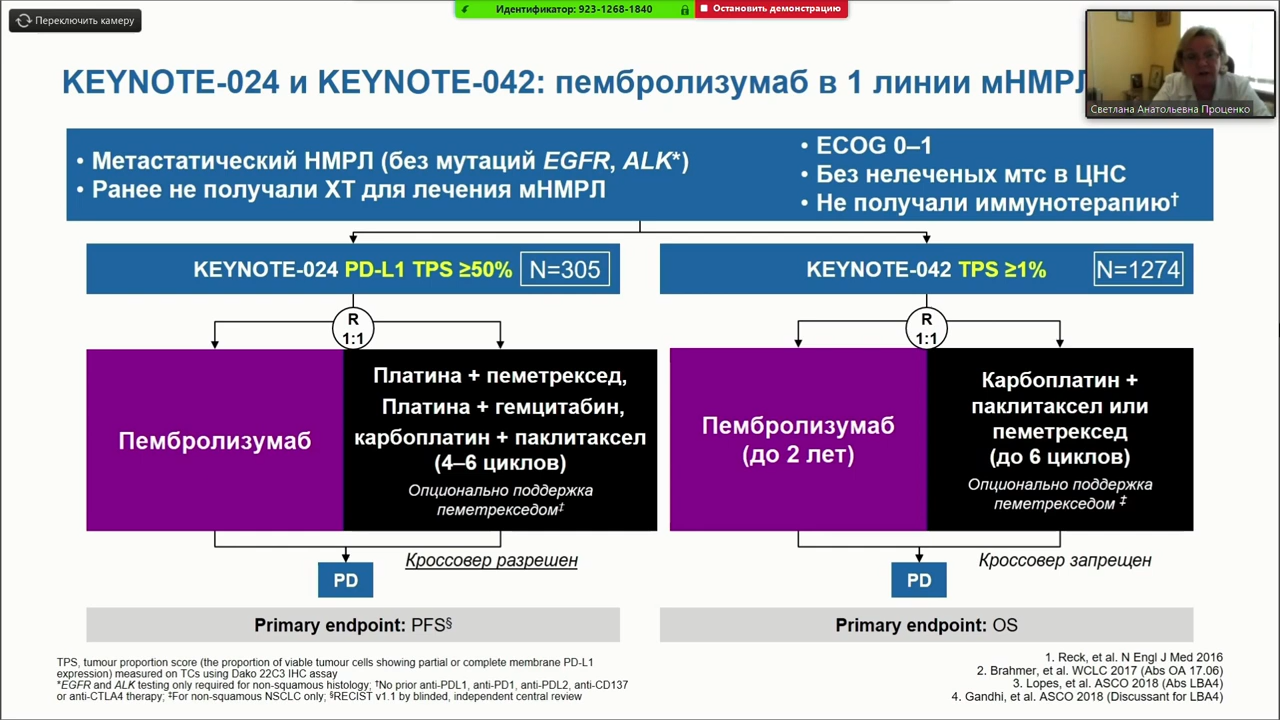 Переключить камеру
Идентификатор: 923-1268-1840
Остановить демонстрацию
KEYNOTE-024 и KEYNOTE-042: пембролизумаб в 1 линии мНМРЛ
Светлана Анатольевна Проценко
• Метастатический НМРЛ (без мутаций EGFR, ALK*)
• Ранее не получали ХТ для лечения мНМРЛ
• ECOG 0–1
• Без нелеченых мтс в ЦНС
• Не получали иммунотерапию†
KEYNOTE-024 PD-L1 TPS ≥50% N=305
KEYNOTE-042 TPS ≥1% N=1274
R
1:1
R
1:1
Пембролизумаб
Платина + пеметрексед,
Платина + гемцитабин,
карбоплатин + паклитаксел
(4–6 циклов)
Опционально поддержка
пеметрекседом‡
Пембролизумаб
(до 2 лет)
Карбоплатин +
паклитаксел или
пеметрексед
(до 6 циклов)
Опционально поддержка
пеметрекседом ‡
Кроссовер разрешен
PD
Кроссовер запрещен
PD
Primary endpoint: PFS§
Primary endpoint: OS
TPS, tumour proportion score (the proportion of viable tumour cells showing partial or complete membrane PD-L1
expression) measured on TCs using Dako 22C3 IHC assay
*EGFR and ALK testing only required for non-squamous histology; †No prior anti-PDL1, anti-PD1, anti-PDL2, anti-CD137
or anti-CTLA4 therapy; ‡For non-squamous NSCLC only; §RECIST v1.1 by blinded, independent central review
1. Reck, et al. N Engl J Med 2016
2. Brahmer, et al. WCLC 2017 (Abs OA 17.06)
3. Lopes, et al. ASCO 2018 (Abs LBA4)
4. Gandhi, et al. ASCO 2018 (Discussant for LBA4)